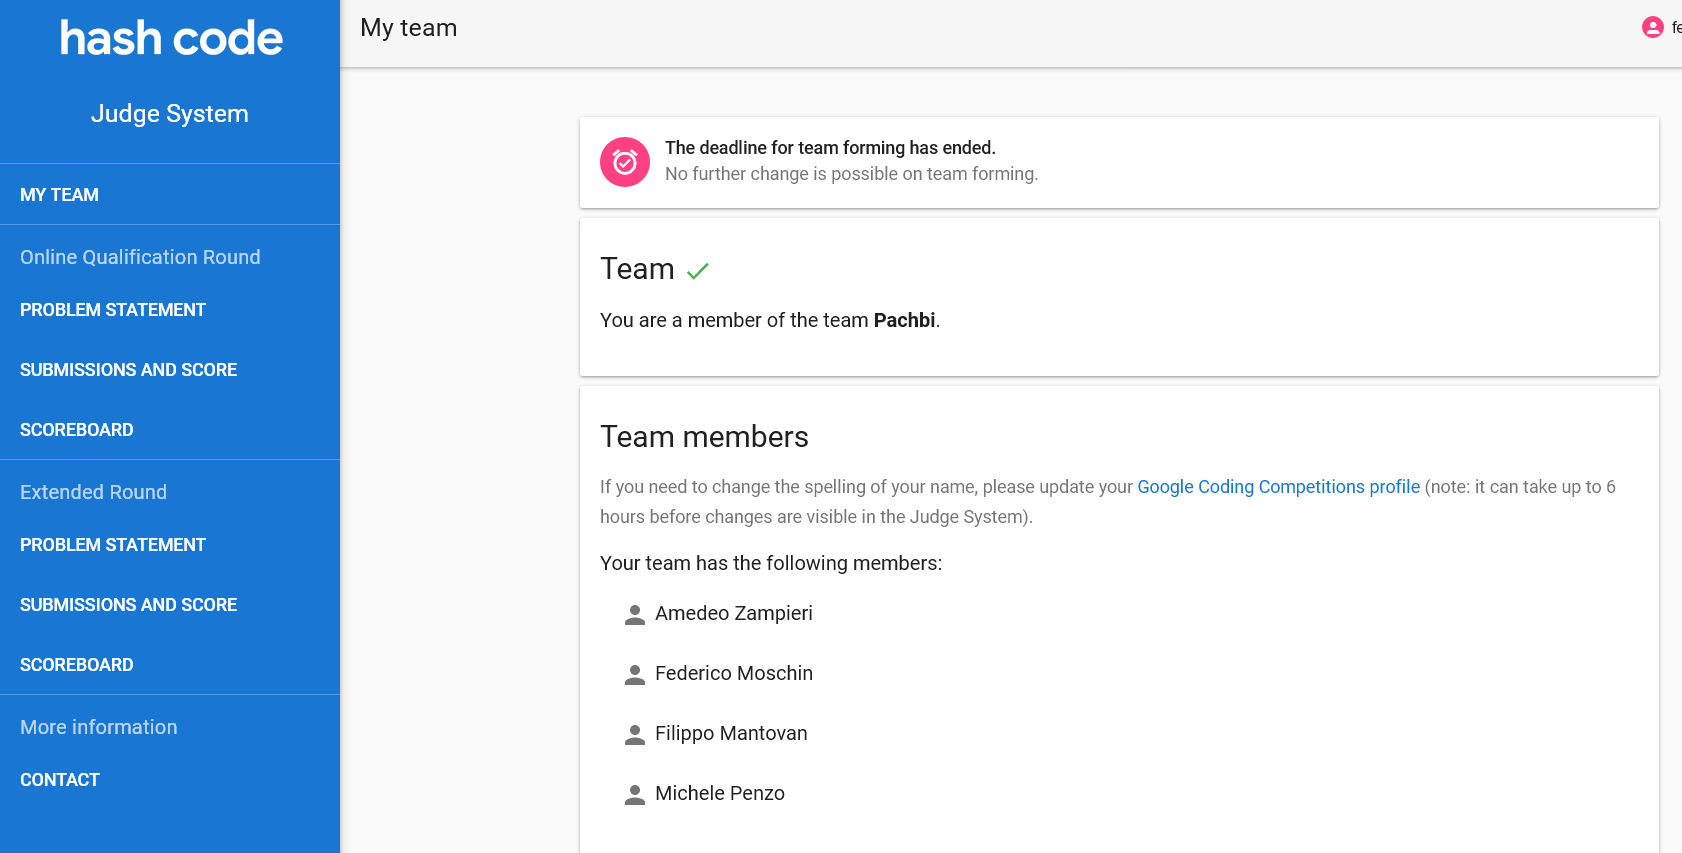 hash code
Judge System
MY TEAM
Online Qualification Round
PROBLEM STATEMENT
SUBMISSIONS AND SCORE
SCOREBOARD
Extended Round
PROBLEM STATEMENT
SUBMISSIONS AND SCORE
SCOREBOARD
More information
CONTACT
My team
fe
The deadline for team forming has ended.
No further change is possible on team forming.
Team
You are a member of the team Pachbi.
Team members
If you need to change the spelling of your name, please update your Google Coding Competitions profile (note: it can take up to 6
hours before changes are visible in the Judge System).
Your team has the following members:
Amedeo Zampieri
Federico Moschin
Filippo Mantovan
Michele Penzo